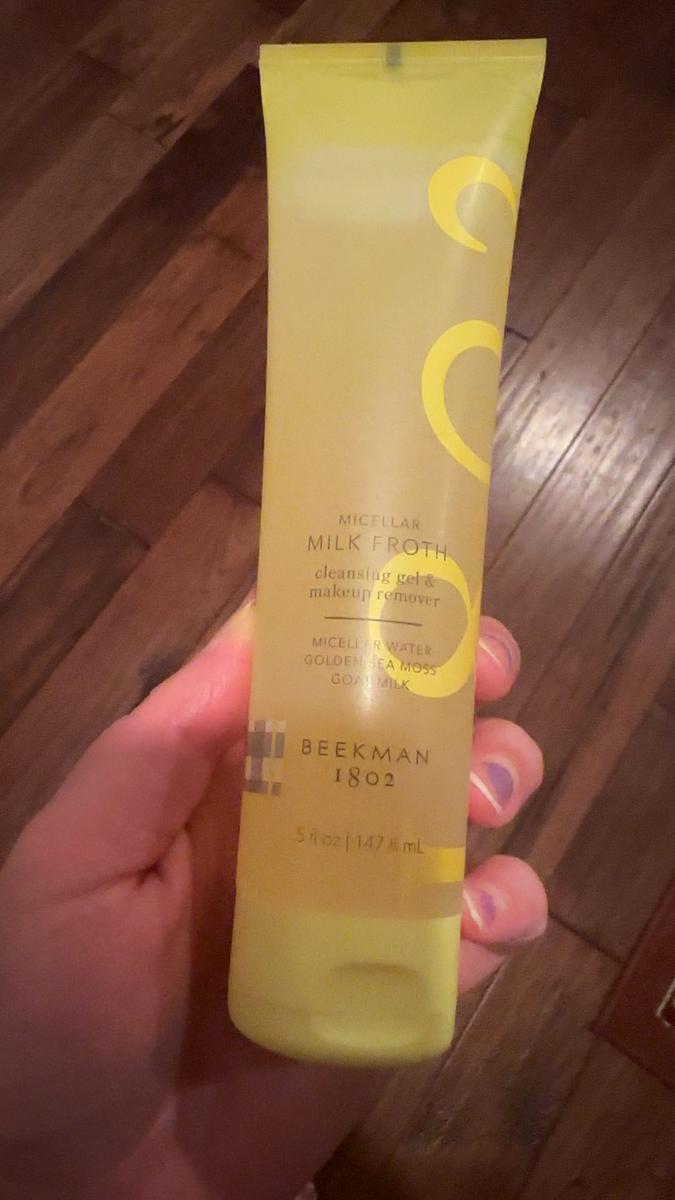 MICELLAR
MILK FROTH
cleansing gel &
makeup remover
MICELLAR WATER
GOLDEN SEA MOSS
GOAT MILK
BEEKMAN
1802
5 fl oz | 147.8 mL